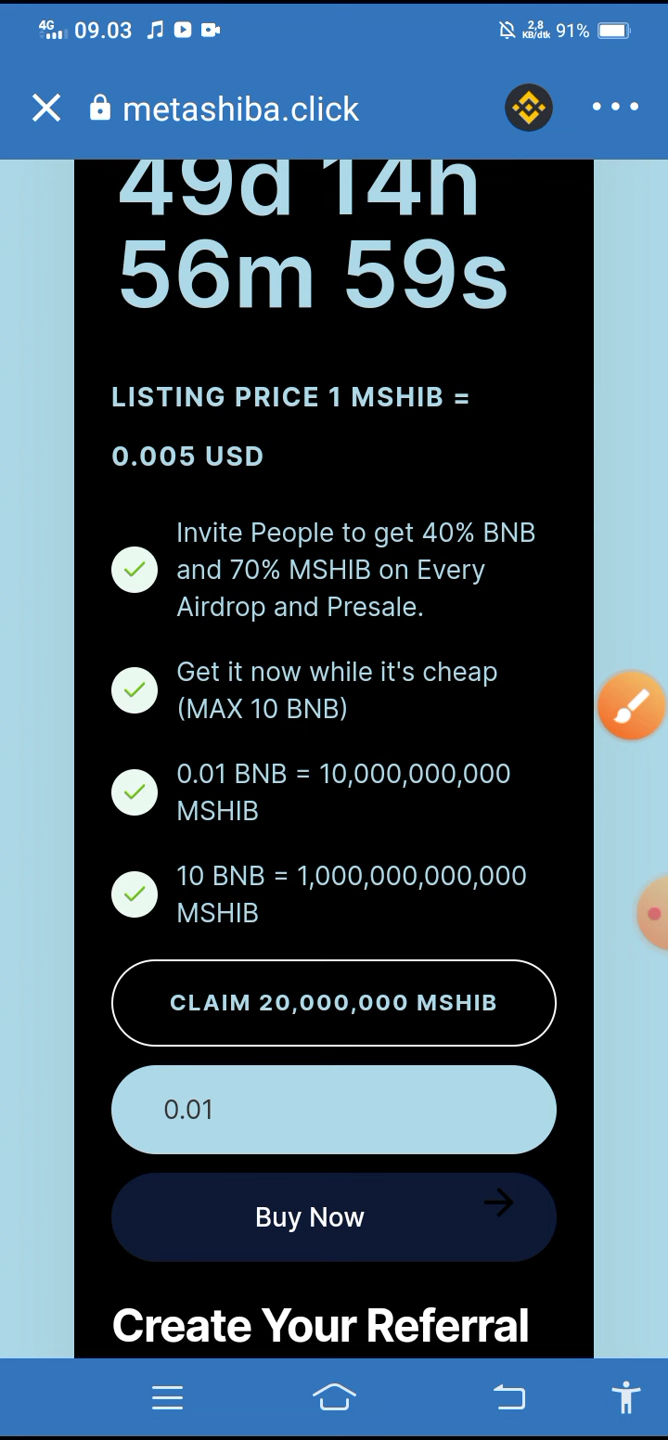 4G 09.03 2,8 KB/dtk 91%
metashiba.click
49d 14h
56m 59s
LISTING PRICE 1 MSHIB =
0.005 USD
Invite People to get 40% BNB
and 70% MSHIB on Every
Airdrop and Presale.
Get it now while it's cheap
(MAX 10 BNB)
0.01 BNB = 10,000,000,000
MSHIB
10 BNB = 1,000,000,000,000
MSHIB
CLAIM 20,000,000 MSHIB
0.01
Buy Now
Create Your Referral